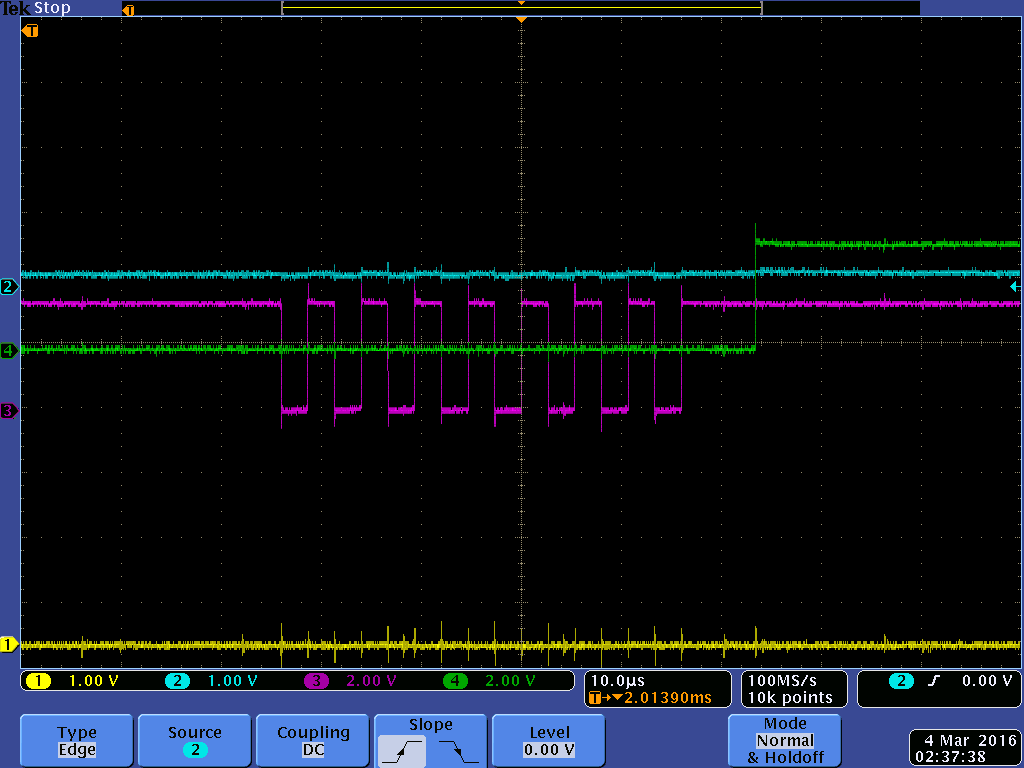 Tek Stop
T
T
2
4
3
1
1 1.00 V 2 1.00 V 3 2.00 V 4 2.00 V
10.0µs
T→▼2.01390ms
100MS/s
10k points
2 0.00 V
Type
Edge
Source
2
Coupling
DC
Slope
Level
0.00 V
Mode
Normal
& Holdoff
4 Mar 2016
02:37:38